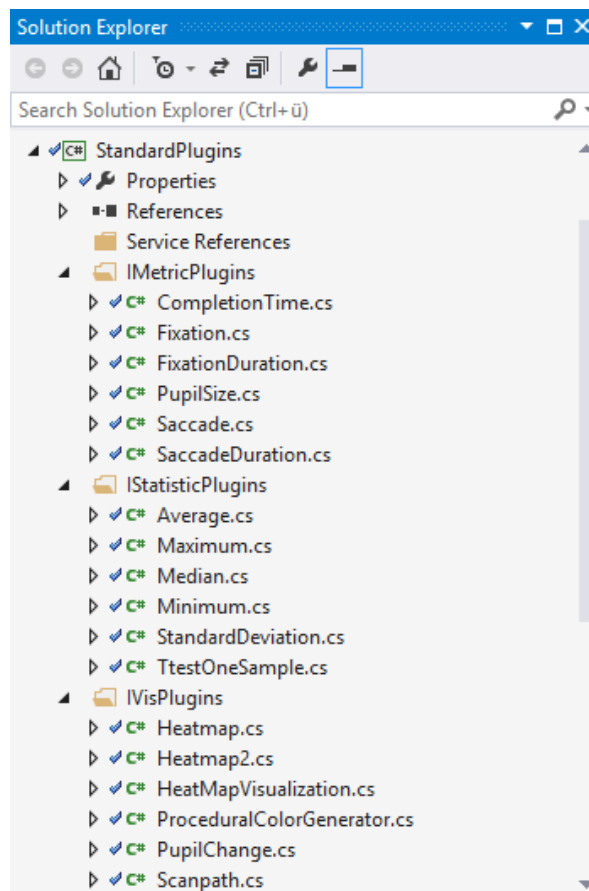 Solution Explorer
Search Solution Explorer (Ctrl+ü)
C# StandardPlugins
Properties
References
Service References
IMetricPlugins
C# CompletionTime.cs
C# Fixation.cs
C# FixationDuration.cs
C# PupilSize.cs
C# Saccade.cs
C# SaccadeDuration.cs
IStatisticPlugins
C# Average.cs
C# Maximum.cs
C# Median.cs
C# Minimum.cs
C# StandardDeviation.cs
C# TtestOneSample.cs
IVisPlugins
C# Heatmap.cs
C# Heatmap2.cs
C# HeatMapVisualization.cs
C# ProceduralColorGenerator.cs
C# PupilChange.cs
C# Scanpath.cs